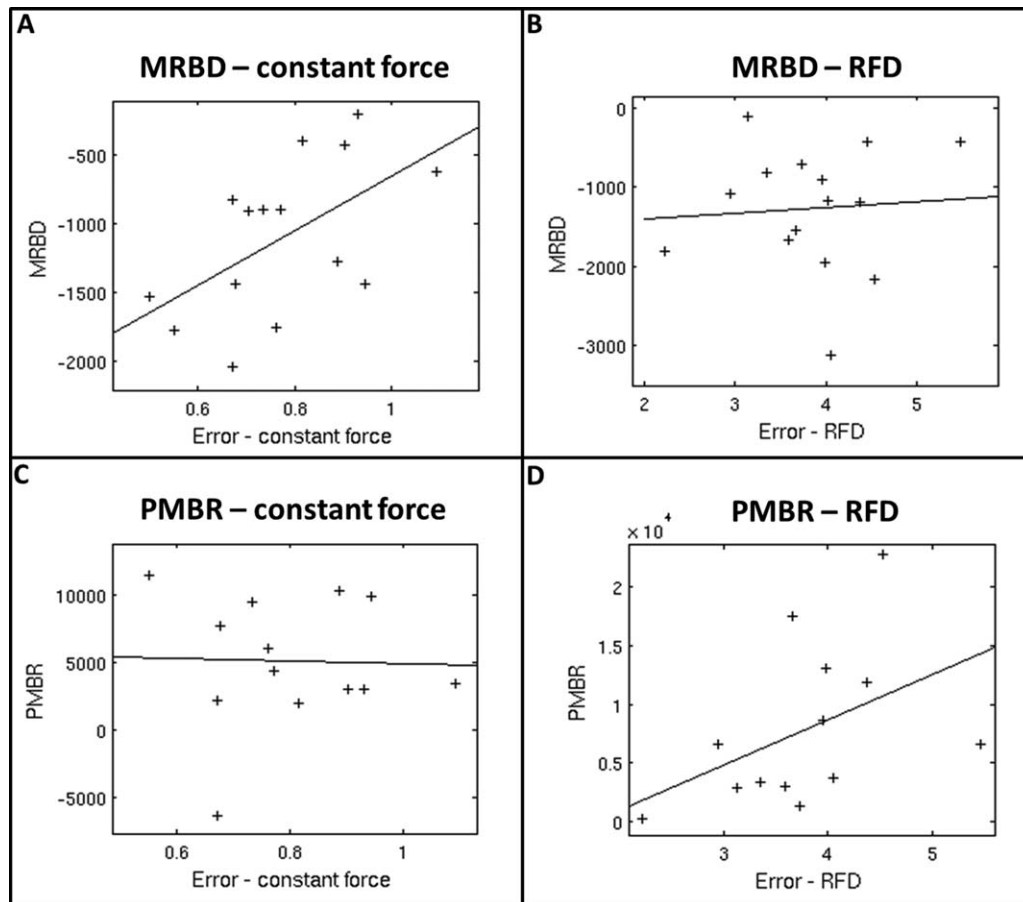 A
MRBD – constant force
MRBD
-500
-1000
-1500
-2000
0.6 0.8 1
Error - constant force
B
MRBD – RFD
MRBD
0
-1000
-2000
-3000
2 3 4 5
Error - RFD
C
PMBR – constant force
PMBR
10000
5000
0
-5000
0.6 0.8 1
Error - constant force
D
PMBR – RFD
× 10 4
PMBR
2
1.5
1
0.5
0
3 4 5
Error - RFD